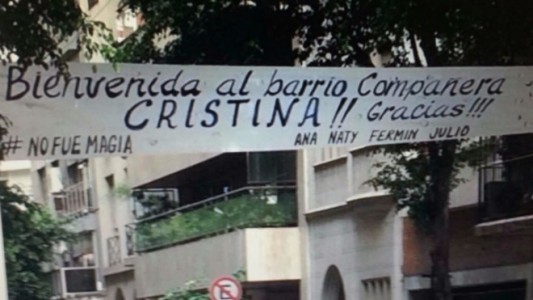 Bienvenida al barrio Compañera
CRISTINA!! Gracias!!!
# NO FUE MAGIA ANA NATY FERMIN JULIO
E